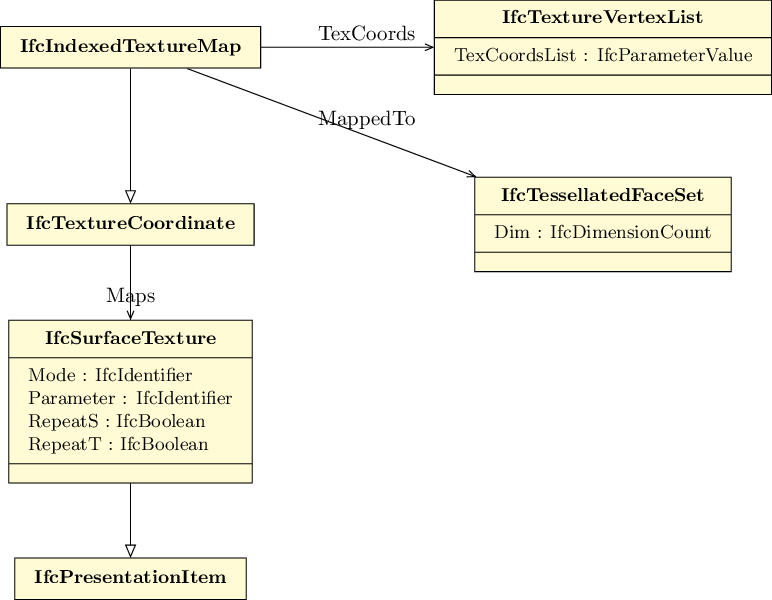 IfcTextureVertexList
TexCoords
IfcIndexedTextureMap
TexCoordsList : IfcParameterValue
MappedTo
IfcTessellatedFaceSet
IfcTextureCoordinate
Dim : IfcDimensionCount
Maps
IfcSurfaceTexture
Mode : IfcIdentifier
Parameter : IfcIdentifier
RepeatS : IfcBoolean
RepeatT : IfcBoolean
IfcPresentationItem